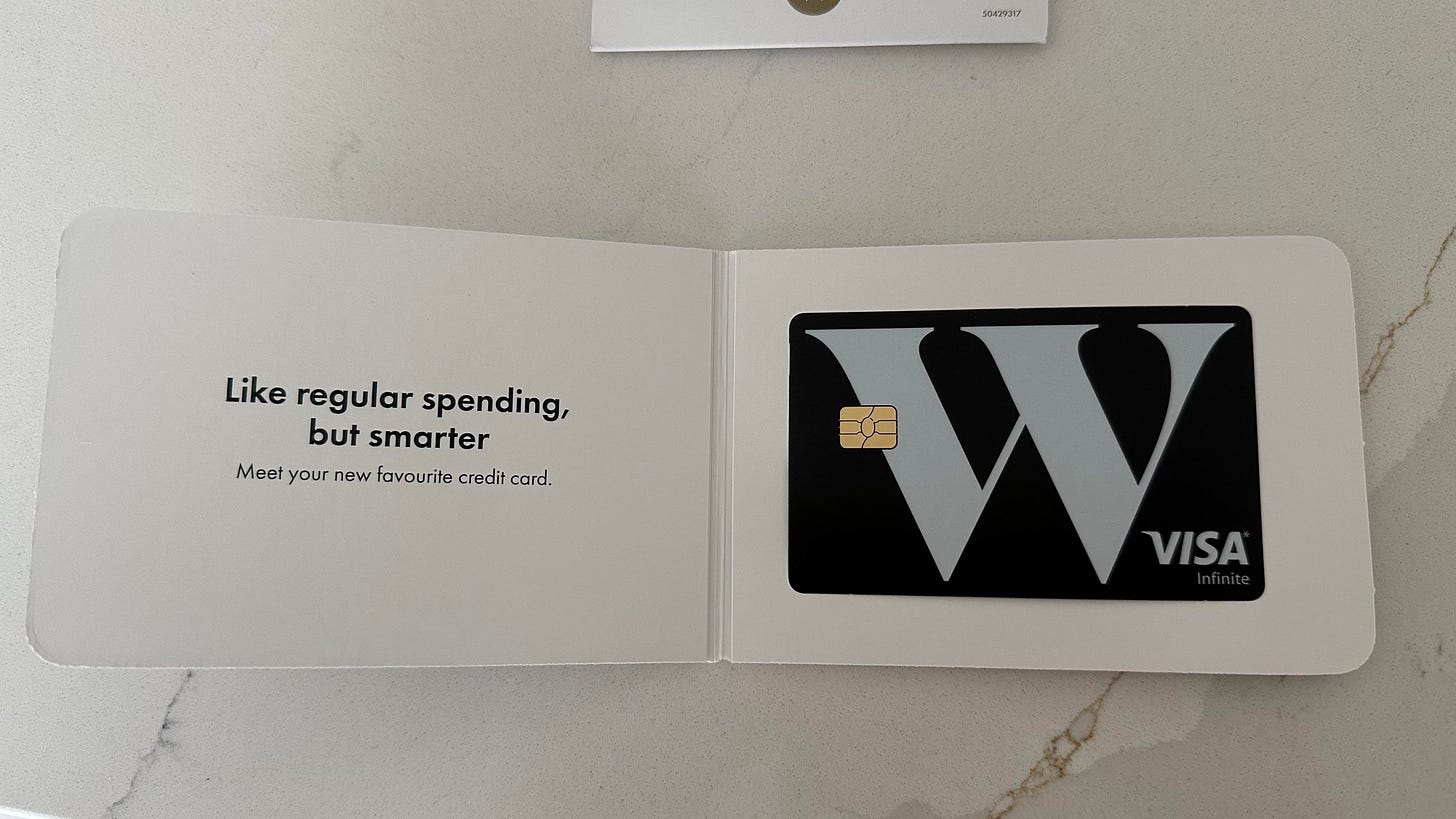 50429317
Like regular spending,
but smarter
Meet your new favourite credit card.
W
VISA*
Infinite